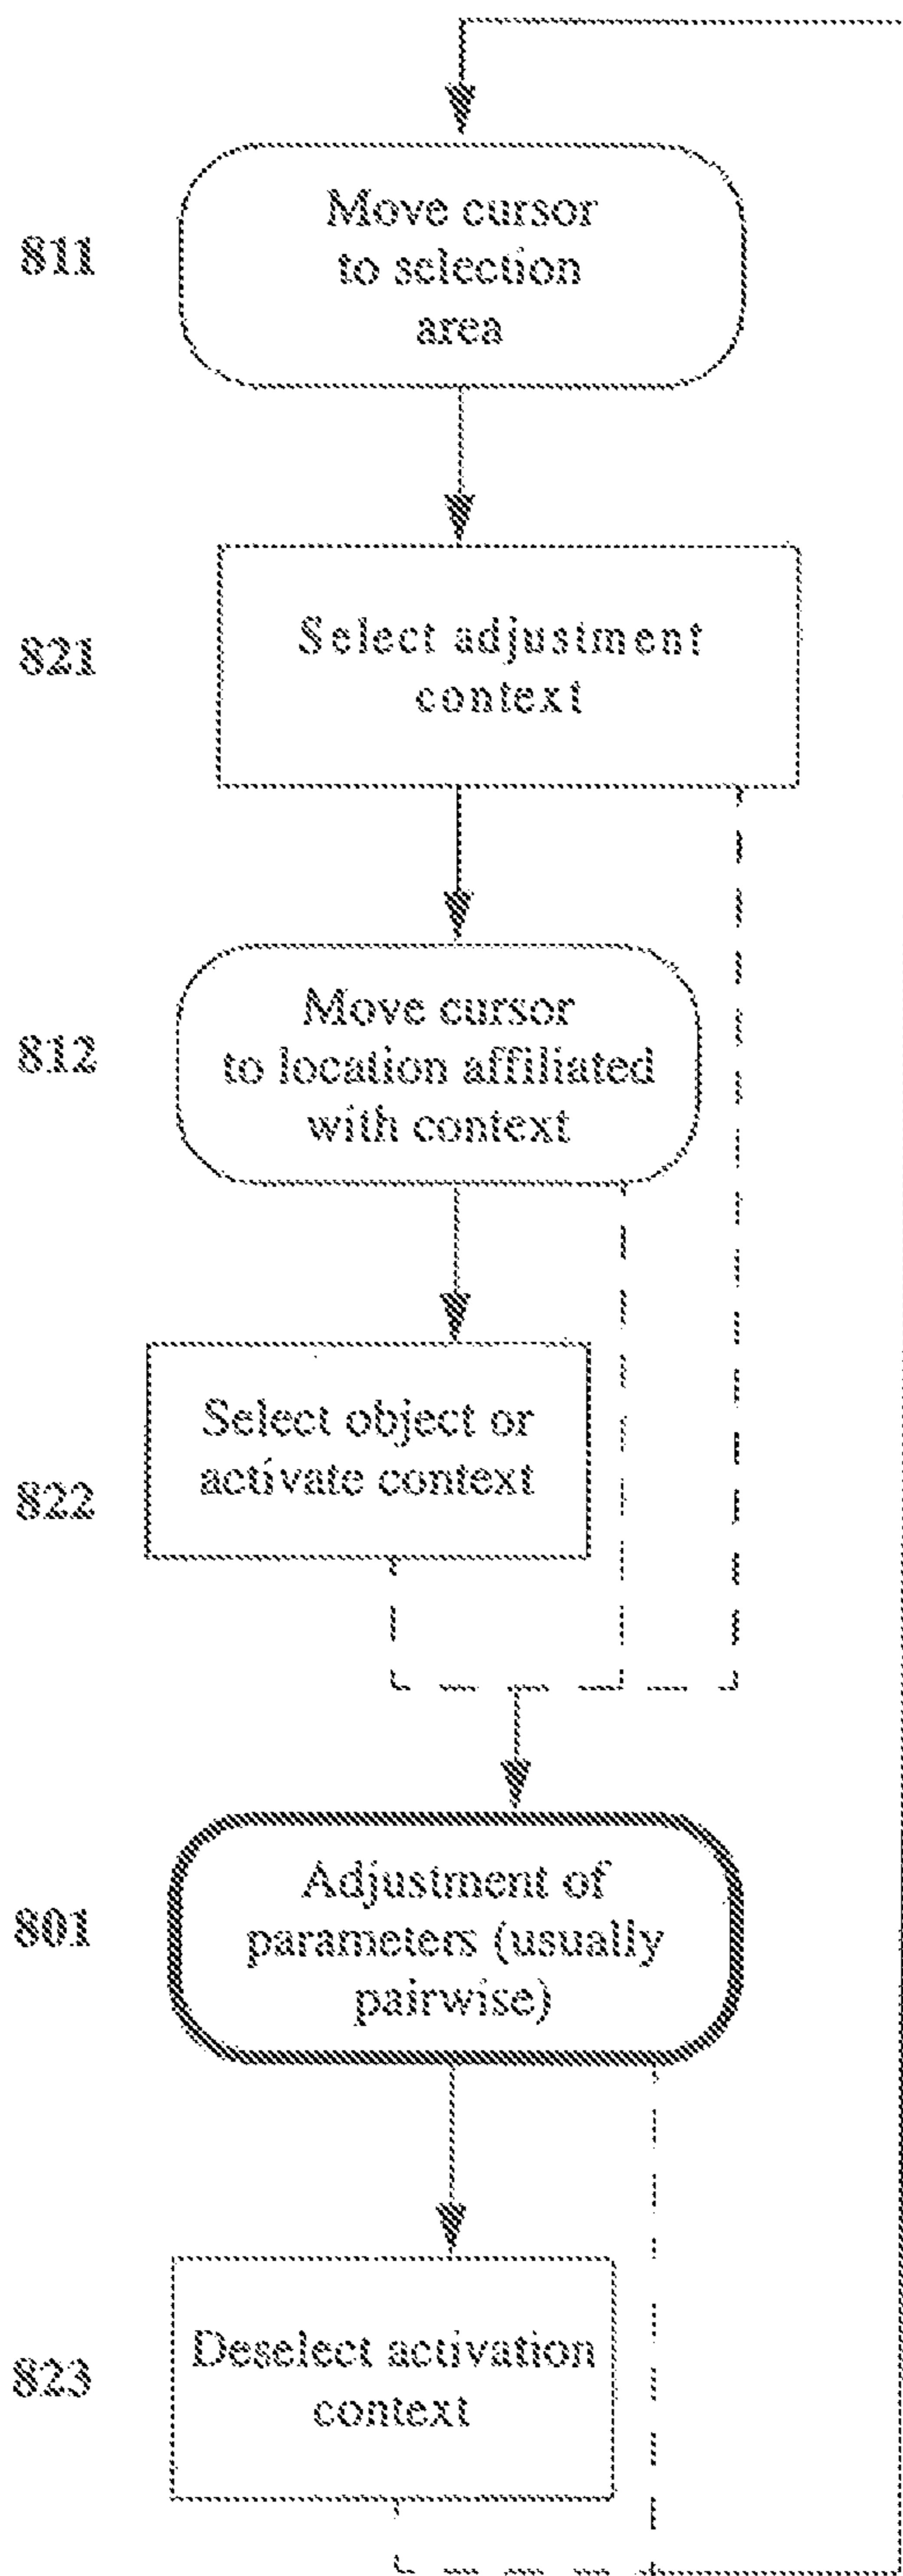 811
Move cursor
to selection
area
821
Select adjustment
context
812
Move cursor
to location affiliated
with context
822
Select object or
activate context
801
Adjustment of
parameters (usually
pairwise)
823
Deselect activation
context